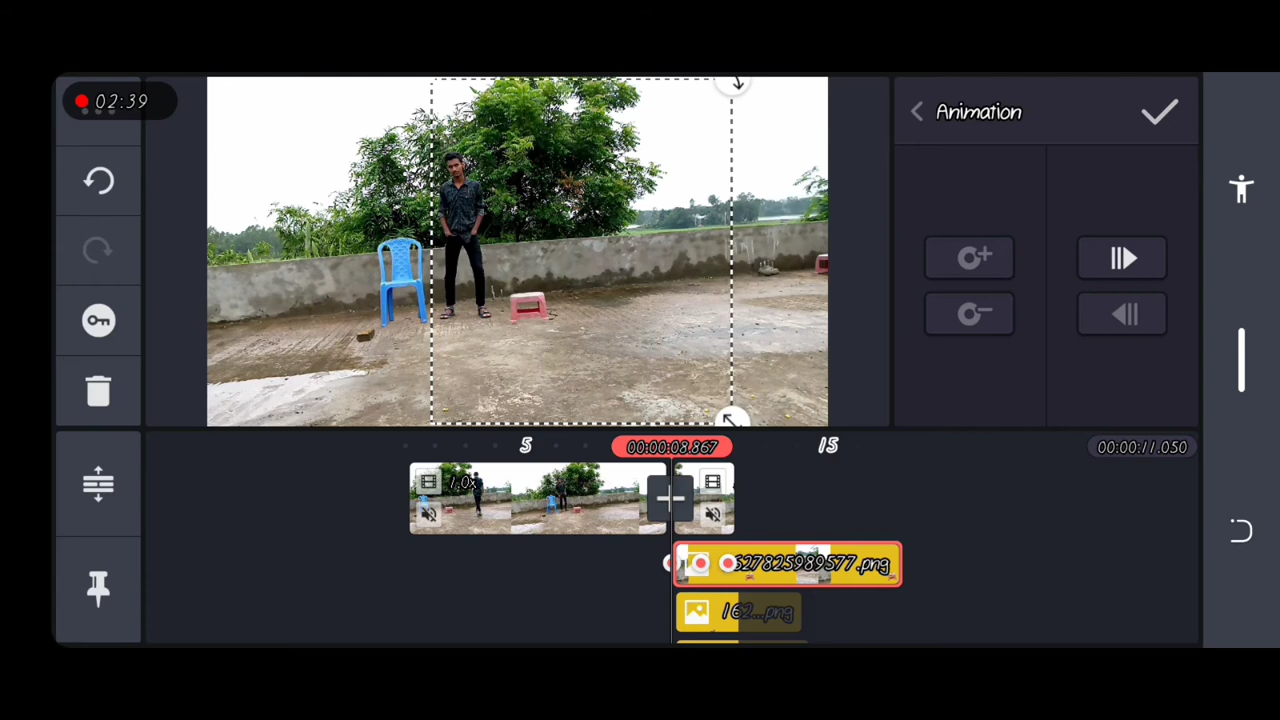 02:39
Animation
5
00:00:08.867
15
00:00:11.050
1.0x
627825989577.png
162...png